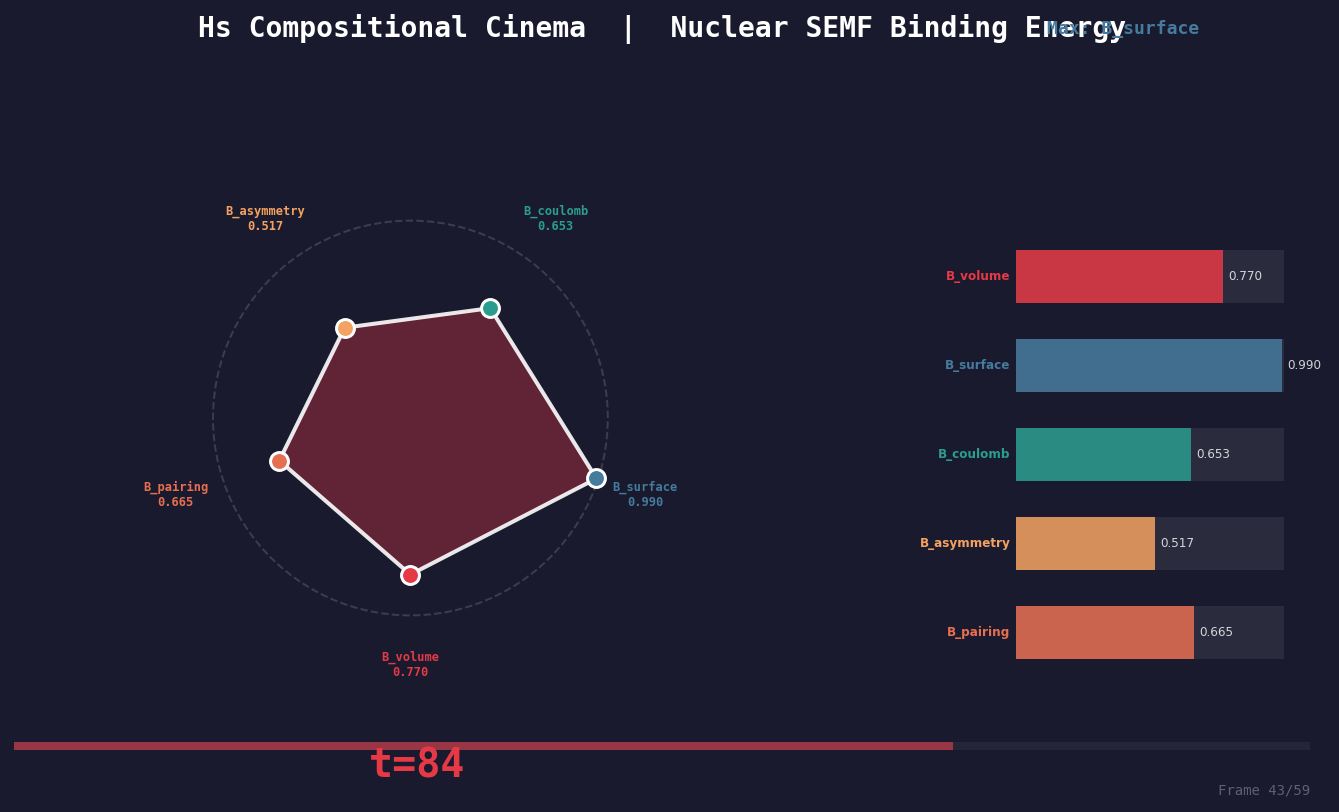 Hs Compositional Cinema | Nuclear SEMF Binding Energy
Max: B_surface
B_asymmetry
0.517
B_coulomb
0.653
B_pairing
0.665
B_surface
0.990
B_volume
0.770
B_volume 0.770
B_surface 0.990
B_coulomb 0.653
B_asymmetry 0.517
B_pairing 0.665
t=84
Frame 43/59